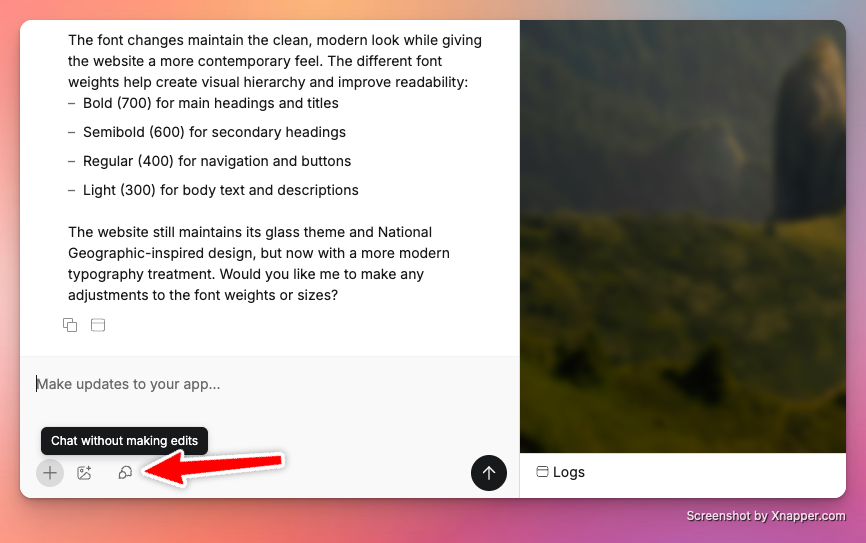 The font changes maintain the clean, modern look while giving
the website a more contemporary feel. The different font
weights help create visual hierarchy and improve readability:
– Bold (700) for main headings and titles
– Semibold (600) for secondary headings
– Regular (400) for navigation and buttons
– Light (300) for body text and descriptions
The website still maintains its glass theme and National
Geographic-inspired design, but now with a more modern
typography treatment. Would you like me to make any
adjustments to the font weights or sizes?
Make updates to your app...
Chat without making edits
Logs
Screenshot by Xnapper.com